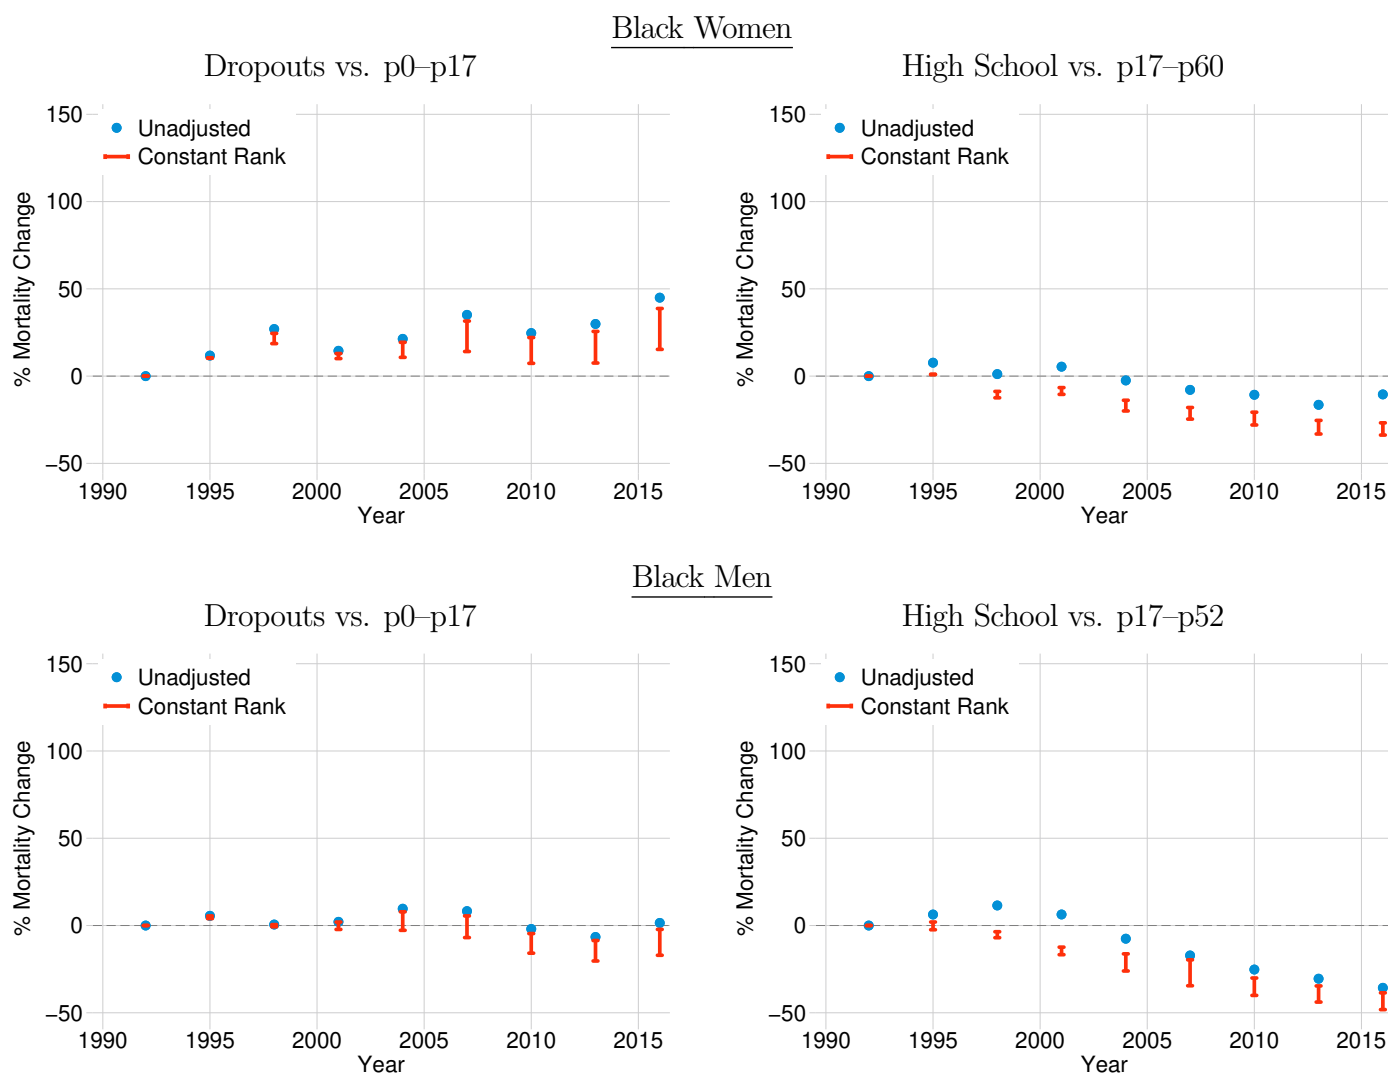 Black Women
Dropouts vs. p0–p17
High School vs. p17–p60
% Mortality Change
150
100
50
0
−50
Unadjusted
Constant Rank
1990 1995 2000 2005 2010 2015
Year
% Mortality Change
150
100
50
0
−50
Unadjusted
Constant Rank
1990 1995 2000 2005 2010 2015
Year
Black Men
Dropouts vs. p0–p17
High School vs. p17–p52
% Mortality Change
150
100
50
0
−50
Unadjusted
Constant Rank
1990 1995 2000 2005 2010 2015
Year
% Mortality Change
150
100
50
0
−50
Unadjusted
Constant Rank
1990 1995 2000 2005 2010 2015
Year